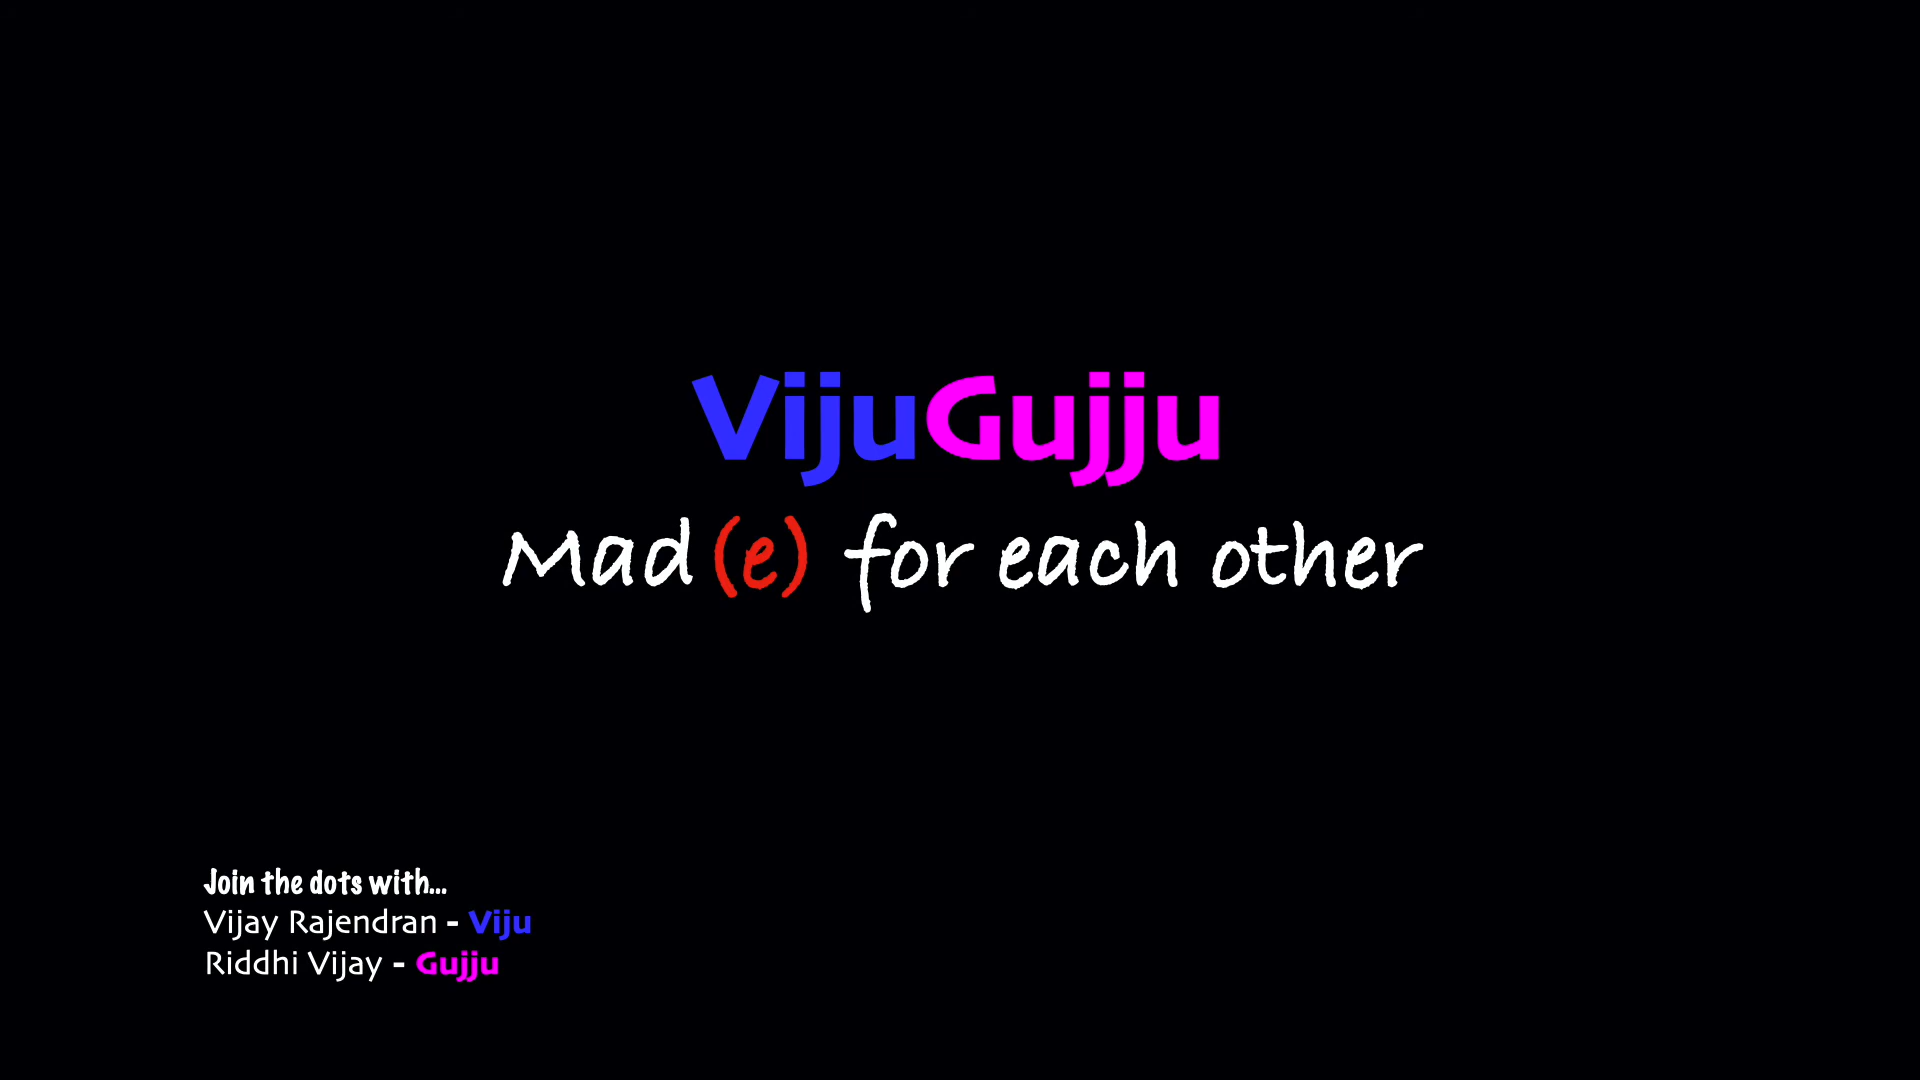 VijuGujju
Mad(e) for each other
Join the dots with...
Vijay Rajendran - Viju
Riddhi Vijay - Gujju